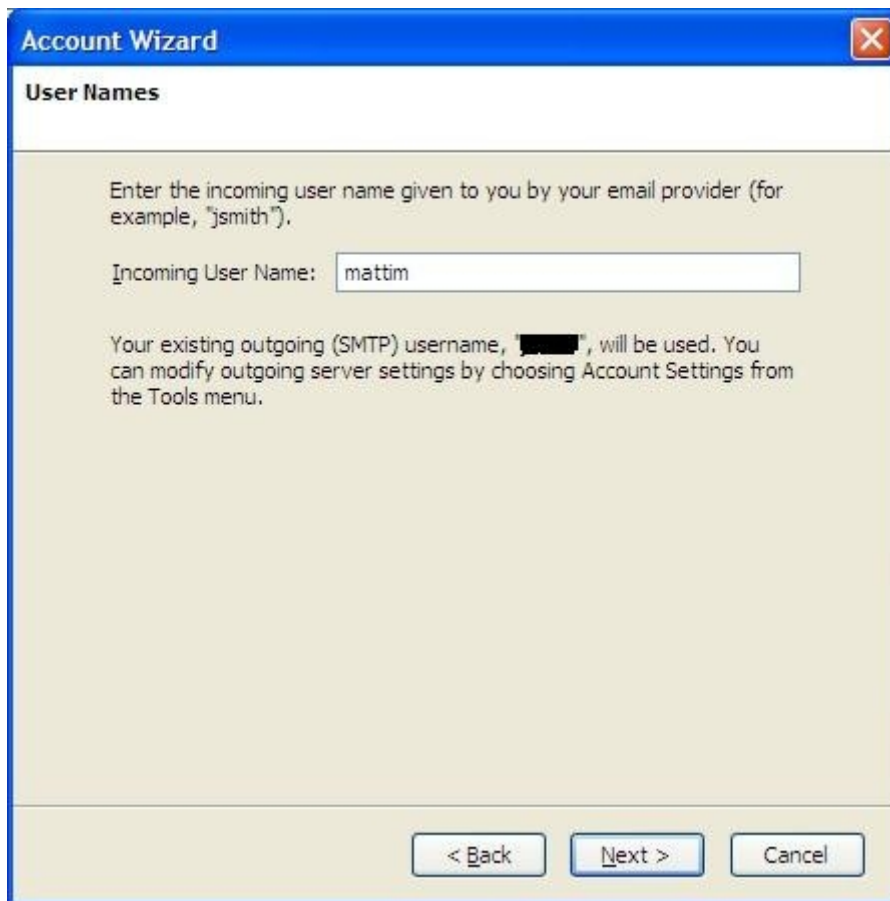 Account Wizard
User Names
Enter the incoming user name given to you by your email provider (for
example, "jsmith").
Incoming User Name: mattim
Your existing outgoing (SMTP) username, "", will be used. You
can modify outgoing server settings by choosing Account Settings from
the Tools menu.
< Back Next > Cancel